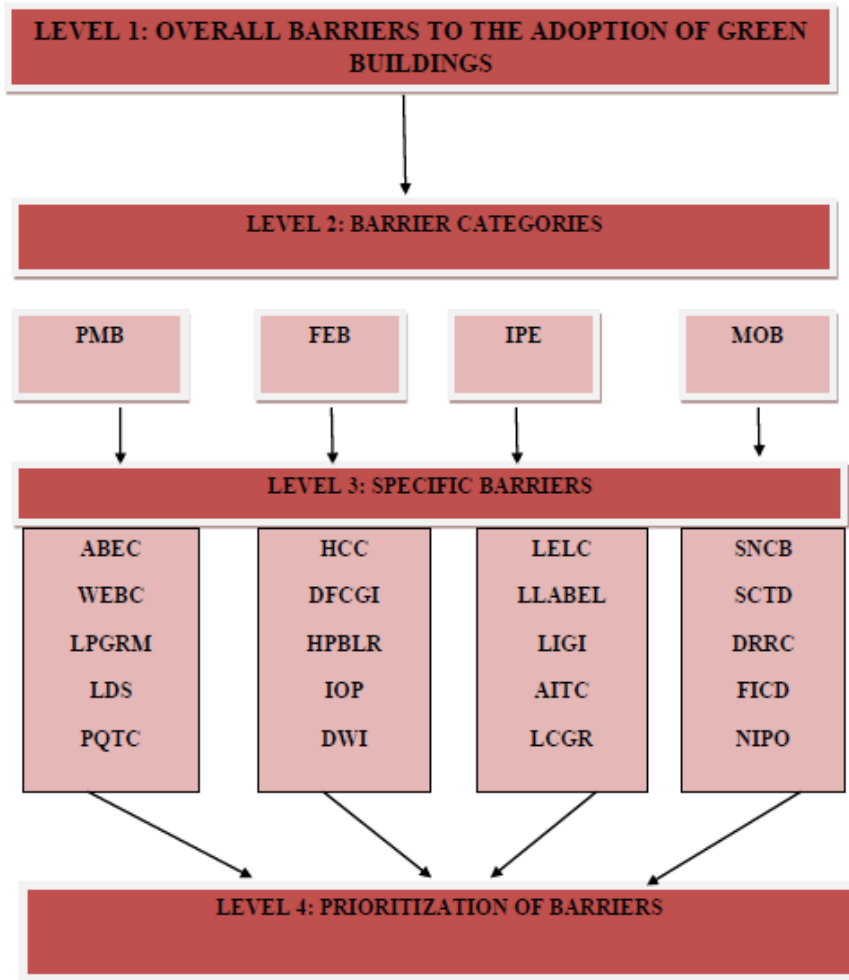 LEVEL 1: OVERALL BARRIERS TO THE ADOPTION OF GREEN
BUILDINGS
LEVEL 2: BARRIER CATEGORIES
PMB
FEB
IPE
MOB
LEVEL 3: SPECIFIC BARRIERS
ABEC
WEBC
LPGRM
LDS
PQTC
HCC
DFCGI
HPBLR
IOP
DWI
LELC
LLABEL
LIGI
AITC
LCGR
SNCB
SCTD
DRRC
FICD
NIPO
LEVEL 4: PRIORITIZATION OF BARRIERS